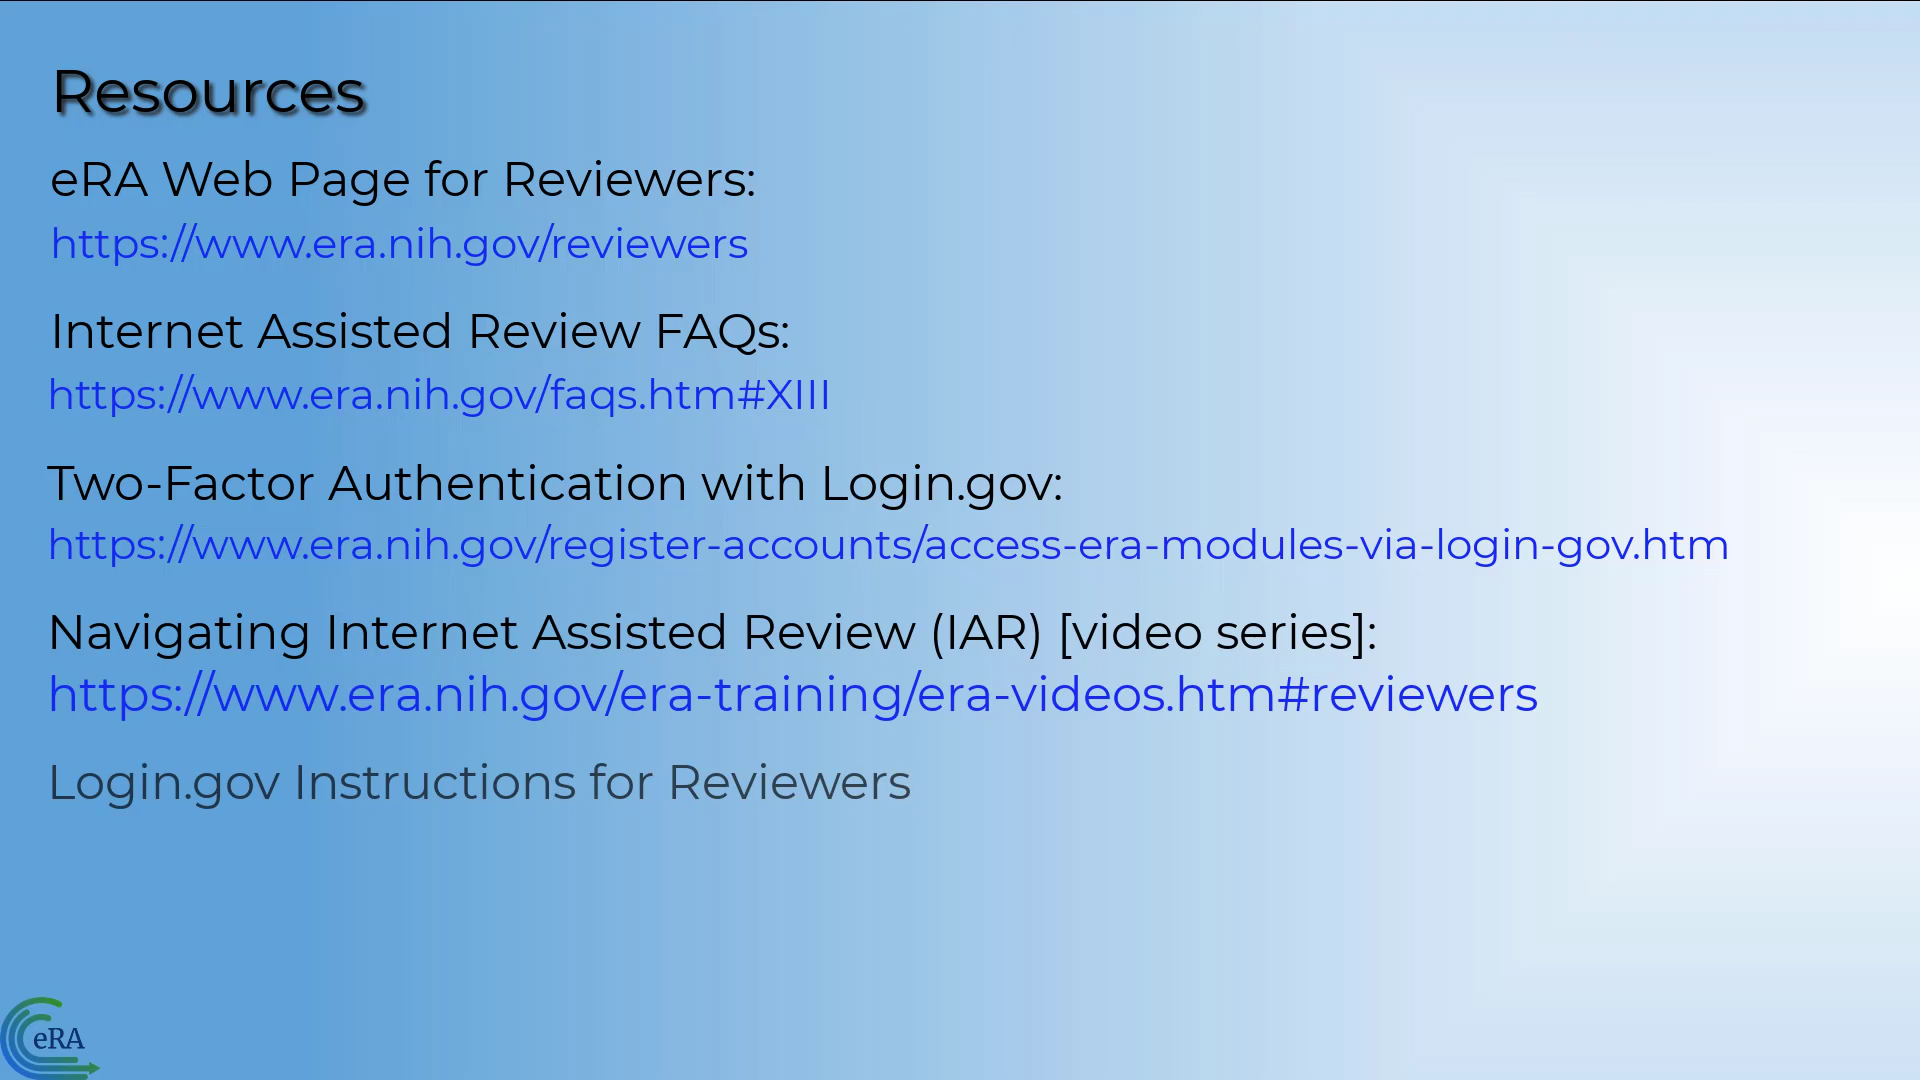 Resources
eRA Web Page for Reviewers:
https://www.era.nih.gov/reviewers
Internet Assisted Review FAQs:
https://www.era.nih.gov/faqs.htm#XIII
Two-Factor Authentication with Login.gov:
https://www.era.nih.gov/register-accounts/access-era-modules-via-login-gov.htm
Navigating Internet Assisted Review (IAR) [video series]:
https://www.era.nih.gov/era-training/era-videos.htm#reviewers
Login.gov Instructions for Reviewers
eRA